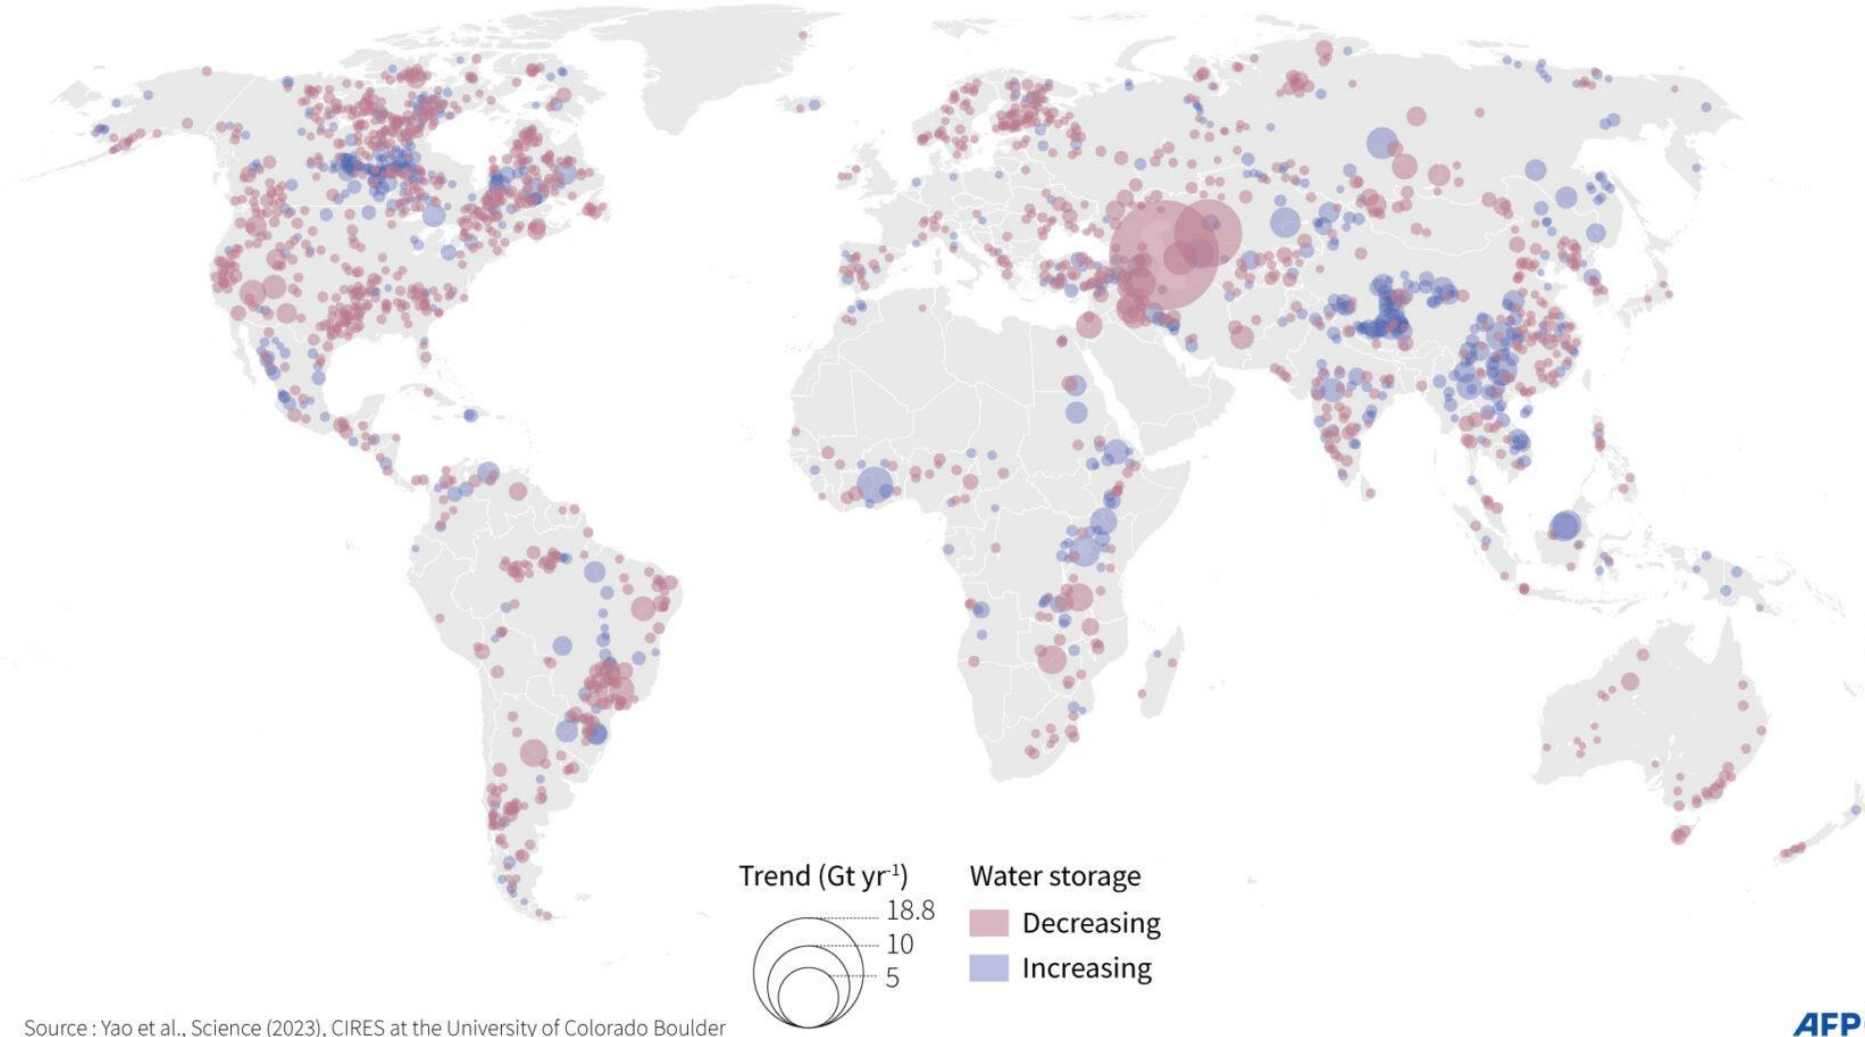 Trend (Gt yr⁻¹)
18.8
10
5
Water storage
Decreasing
Increasing
Source : Yao et al., Science (2023), CIRES at the University of Colorado Boulder
AFP